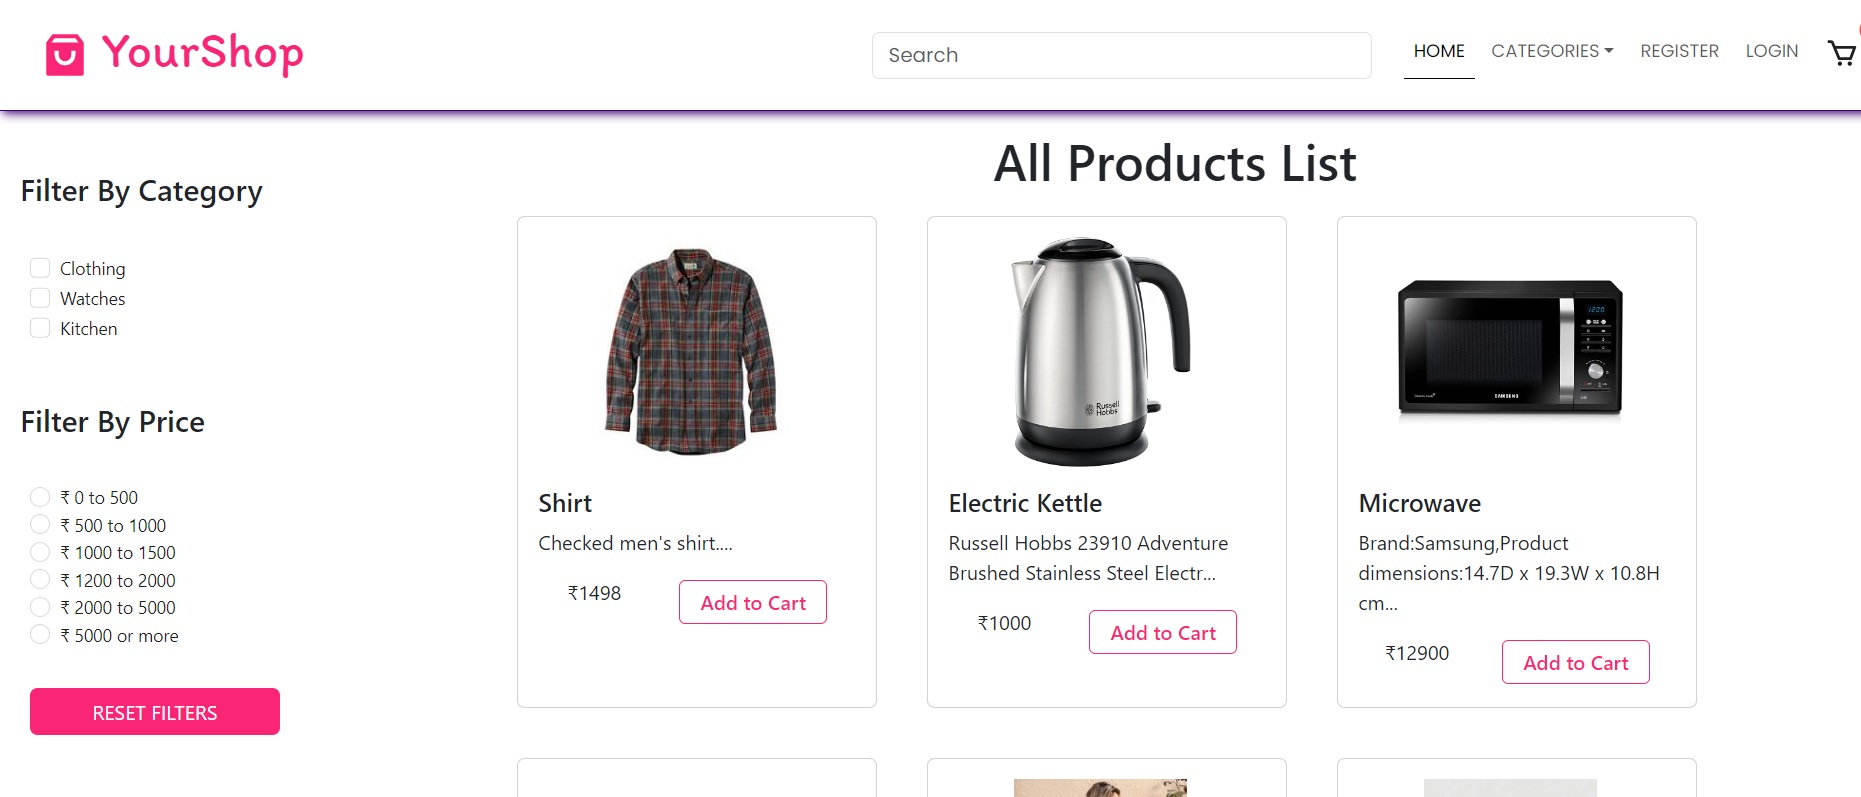 YourShop
Search
HOME
CATEGORIES
REGISTER
LOGIN
All Products List
Filter By Category
Clothing
Watches
Kitchen
Filter By Price
₹ 0 to 500
₹ 500 to 1000
₹ 1000 to 1500
₹ 1200 to 2000
₹ 2000 to 5000
₹ 5000 or more
RESET FILTERS
Shirt
Checked men's shirt....
₹1498
Add to Cart
Russell
Hobbs
Electric Kettle
Russell Hobbs 23910 Adventure
Brushed Stainless Steel Electr...
₹1000
Add to Cart
SAMSUNG
Microwave
Brand:Samsung,Product
dimensions:14.7D x 19.3W x 10.8H
cm...
₹12900
Add to Cart